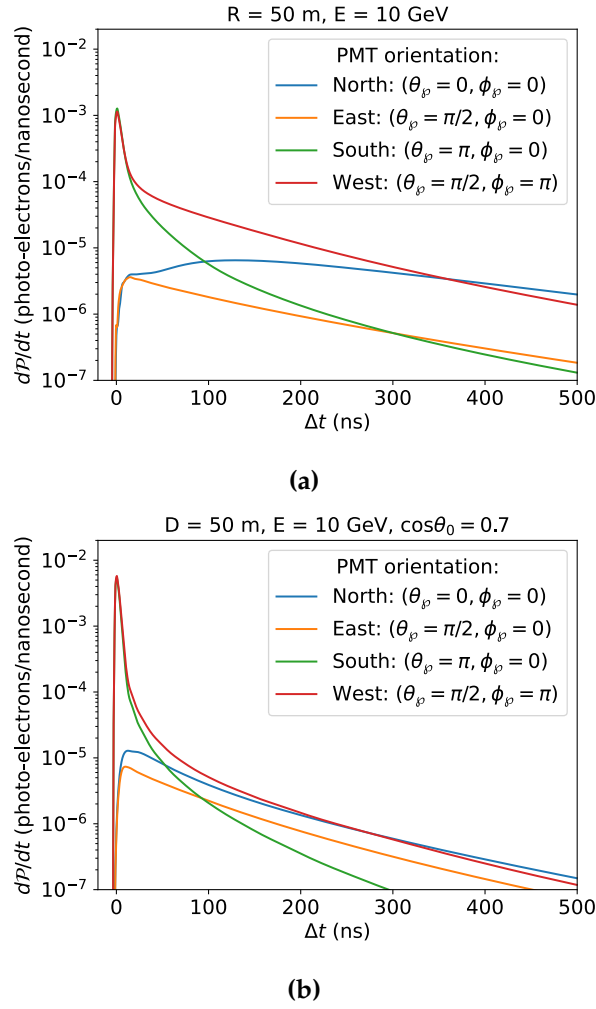 R = 50 m, E = 10 GeV
10⁻²
10⁻³
10⁻⁴
10⁻⁵
10⁻⁶
10⁻⁷
dP/dt (photo-electrons/nanosecond)
PMT orientation:
North: (θ℘ = 0, ϕ℘ = 0)
East: (θ℘ = π/2, ϕ℘ = 0)
South: (θ℘ = π, ϕ℘ = 0)
West: (θ℘ = π/2, ϕ℘ = π)
0 100 200 300 400 500
Δt (ns)
(a)
D = 50 m, E = 10 GeV, cosθ₀ = 0.7
10⁻²
10⁻³
10⁻⁴
10⁻⁵
10⁻⁶
10⁻⁷
dP/dt (photo-electrons/nanosecond)
PMT orientation:
North: (θ℘ = 0, ϕ℘ = 0)
East: (θ℘ = π/2, ϕ℘ = 0)
South: (θ℘ = π, ϕ℘ = 0)
West: (θ℘ = π/2, ϕ℘ = π)
0 100 200 300 400 500
Δt (ns)
(b)